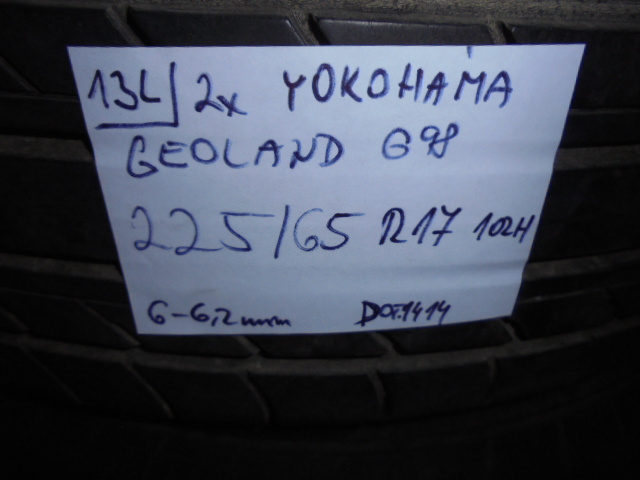 13L 2x YOKOHAMA
GEOLAND G98
225/65 R17 102H
6-6,2mm DOT.1414